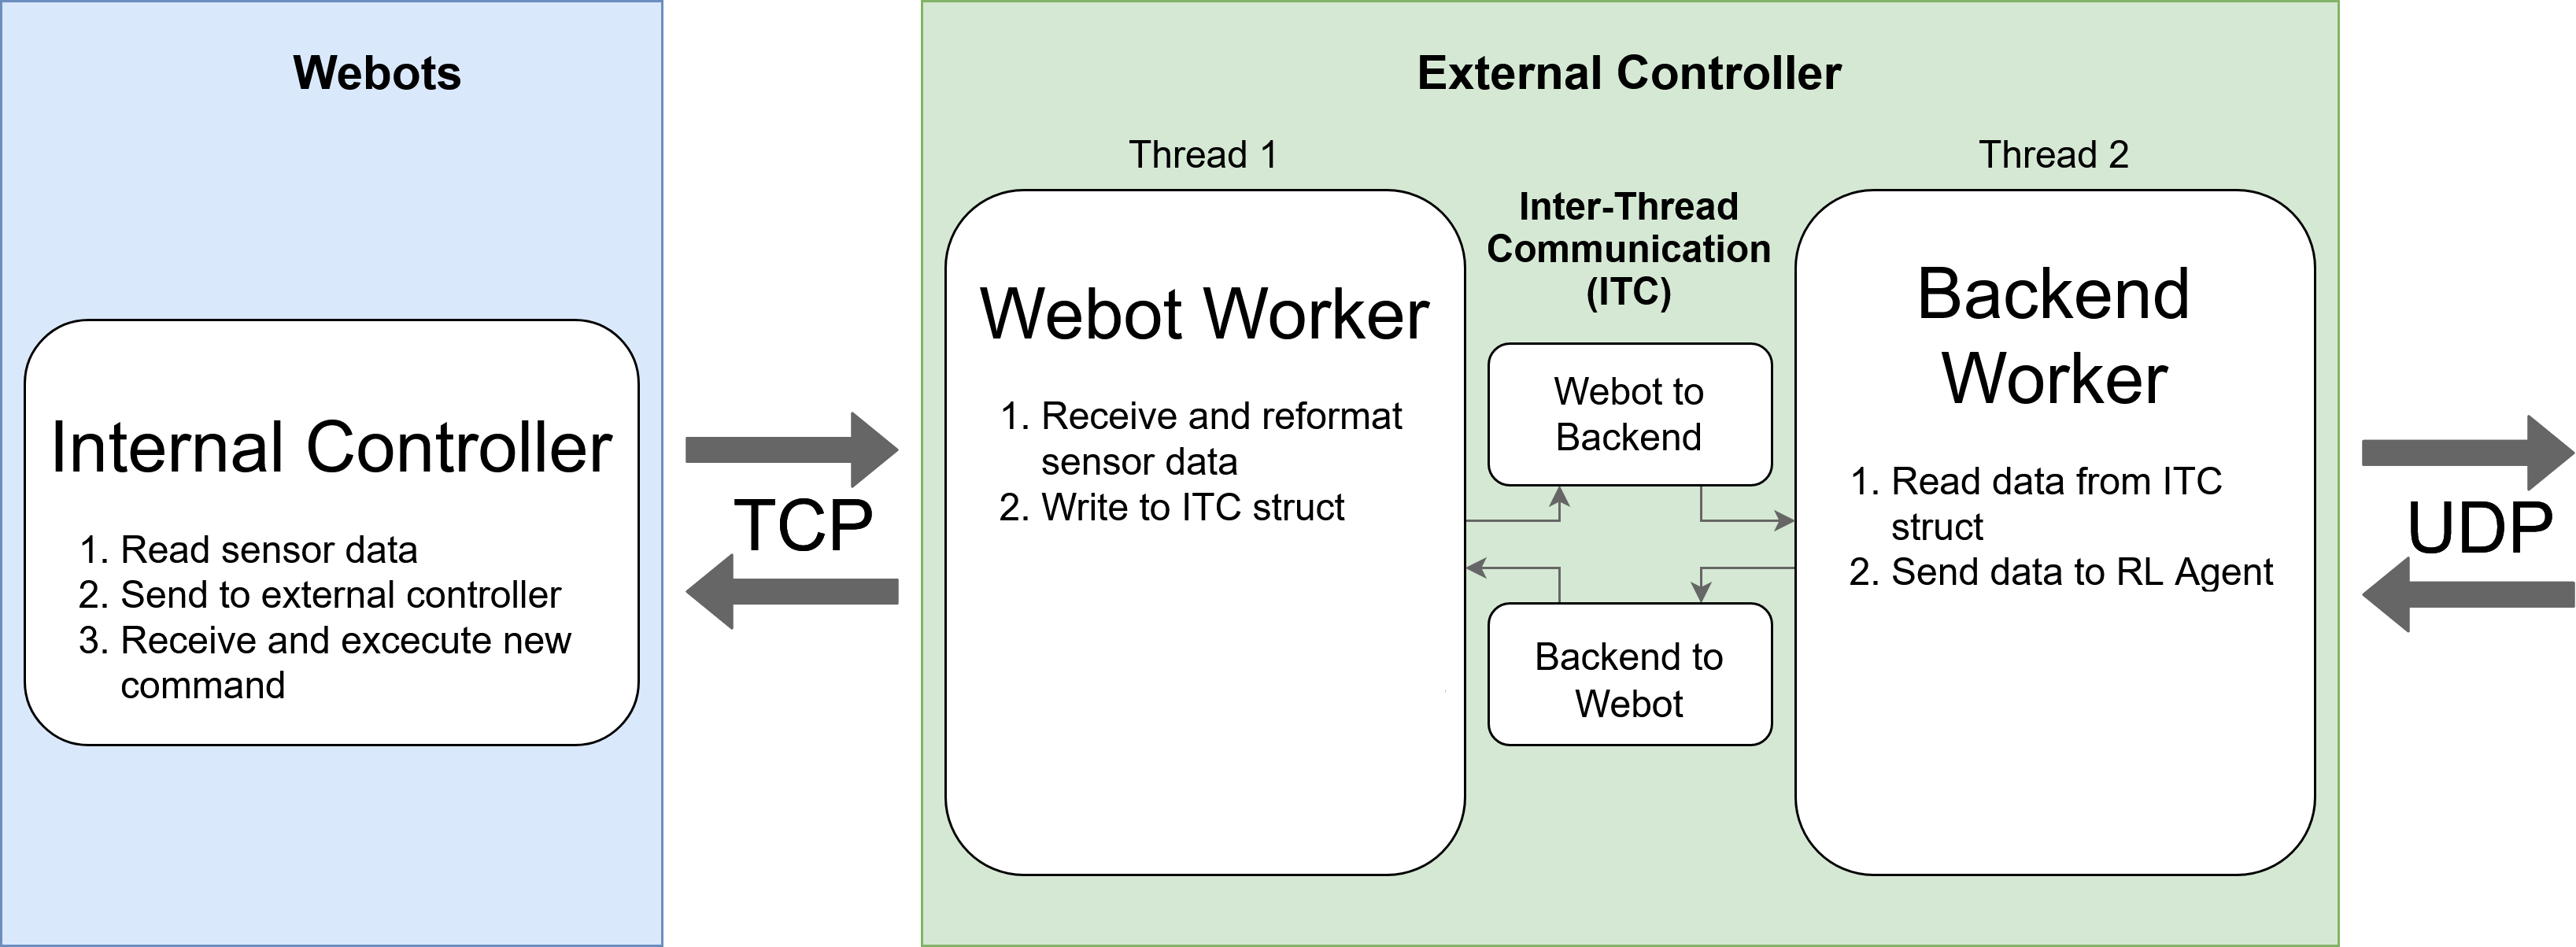 Webots
Internal Controller
1. Read sensor data
2. Send to external controller
3. Receive and excecute new
command
TCP
External Controller
Thread 1
Webot Worker
1. Receive and reformat
sensor data
2. Write to ITC struct
Inter-Thread
Communication
(ITC)
Webot to
Backend
Backend to
Webot
Thread 2
Backend
Worker
1. Read data from ITC
struct
2. Send data to RL Agent
UDP